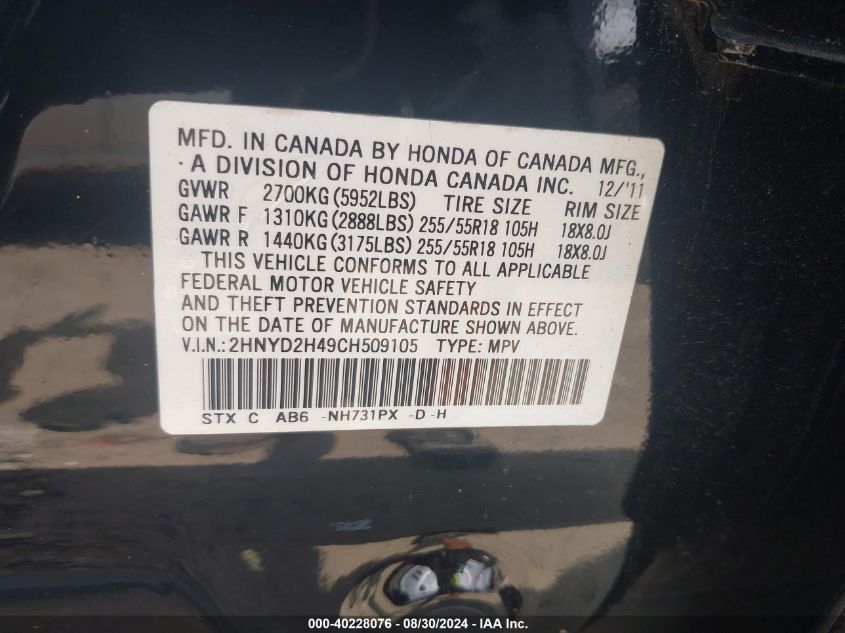 MFD. IN CANADA BY HONDA OF CANADA MFG.,
A DIVISION OF HONDA CANADA INC. 12/'11
GVWR 2700KG(5952LBS) TIRE SIZE RIM SIZE
GAWR F 1310KG(2888LBS) 255/55R18 105H 18X8.0J
GAWR R 1440KG(3175LBS) 255/55R18 105H 18X8.0J
THIS VEHICLE CONFORMS TO ALL APPLICABLE
FEDERAL MOTOR VEHICLE SAFETY
AND THEFT PREVENTION STANDARDS IN EFFECT
ON THE DATE OF MANUFACTURE SHOWN ABOVE.
V.I.N.:2HNYD2H49CH509105 TYPE: MPV
STX C AB6 -NH731PX -D -H
000-40228076 - 08/30/2024 - IAAI Inc.